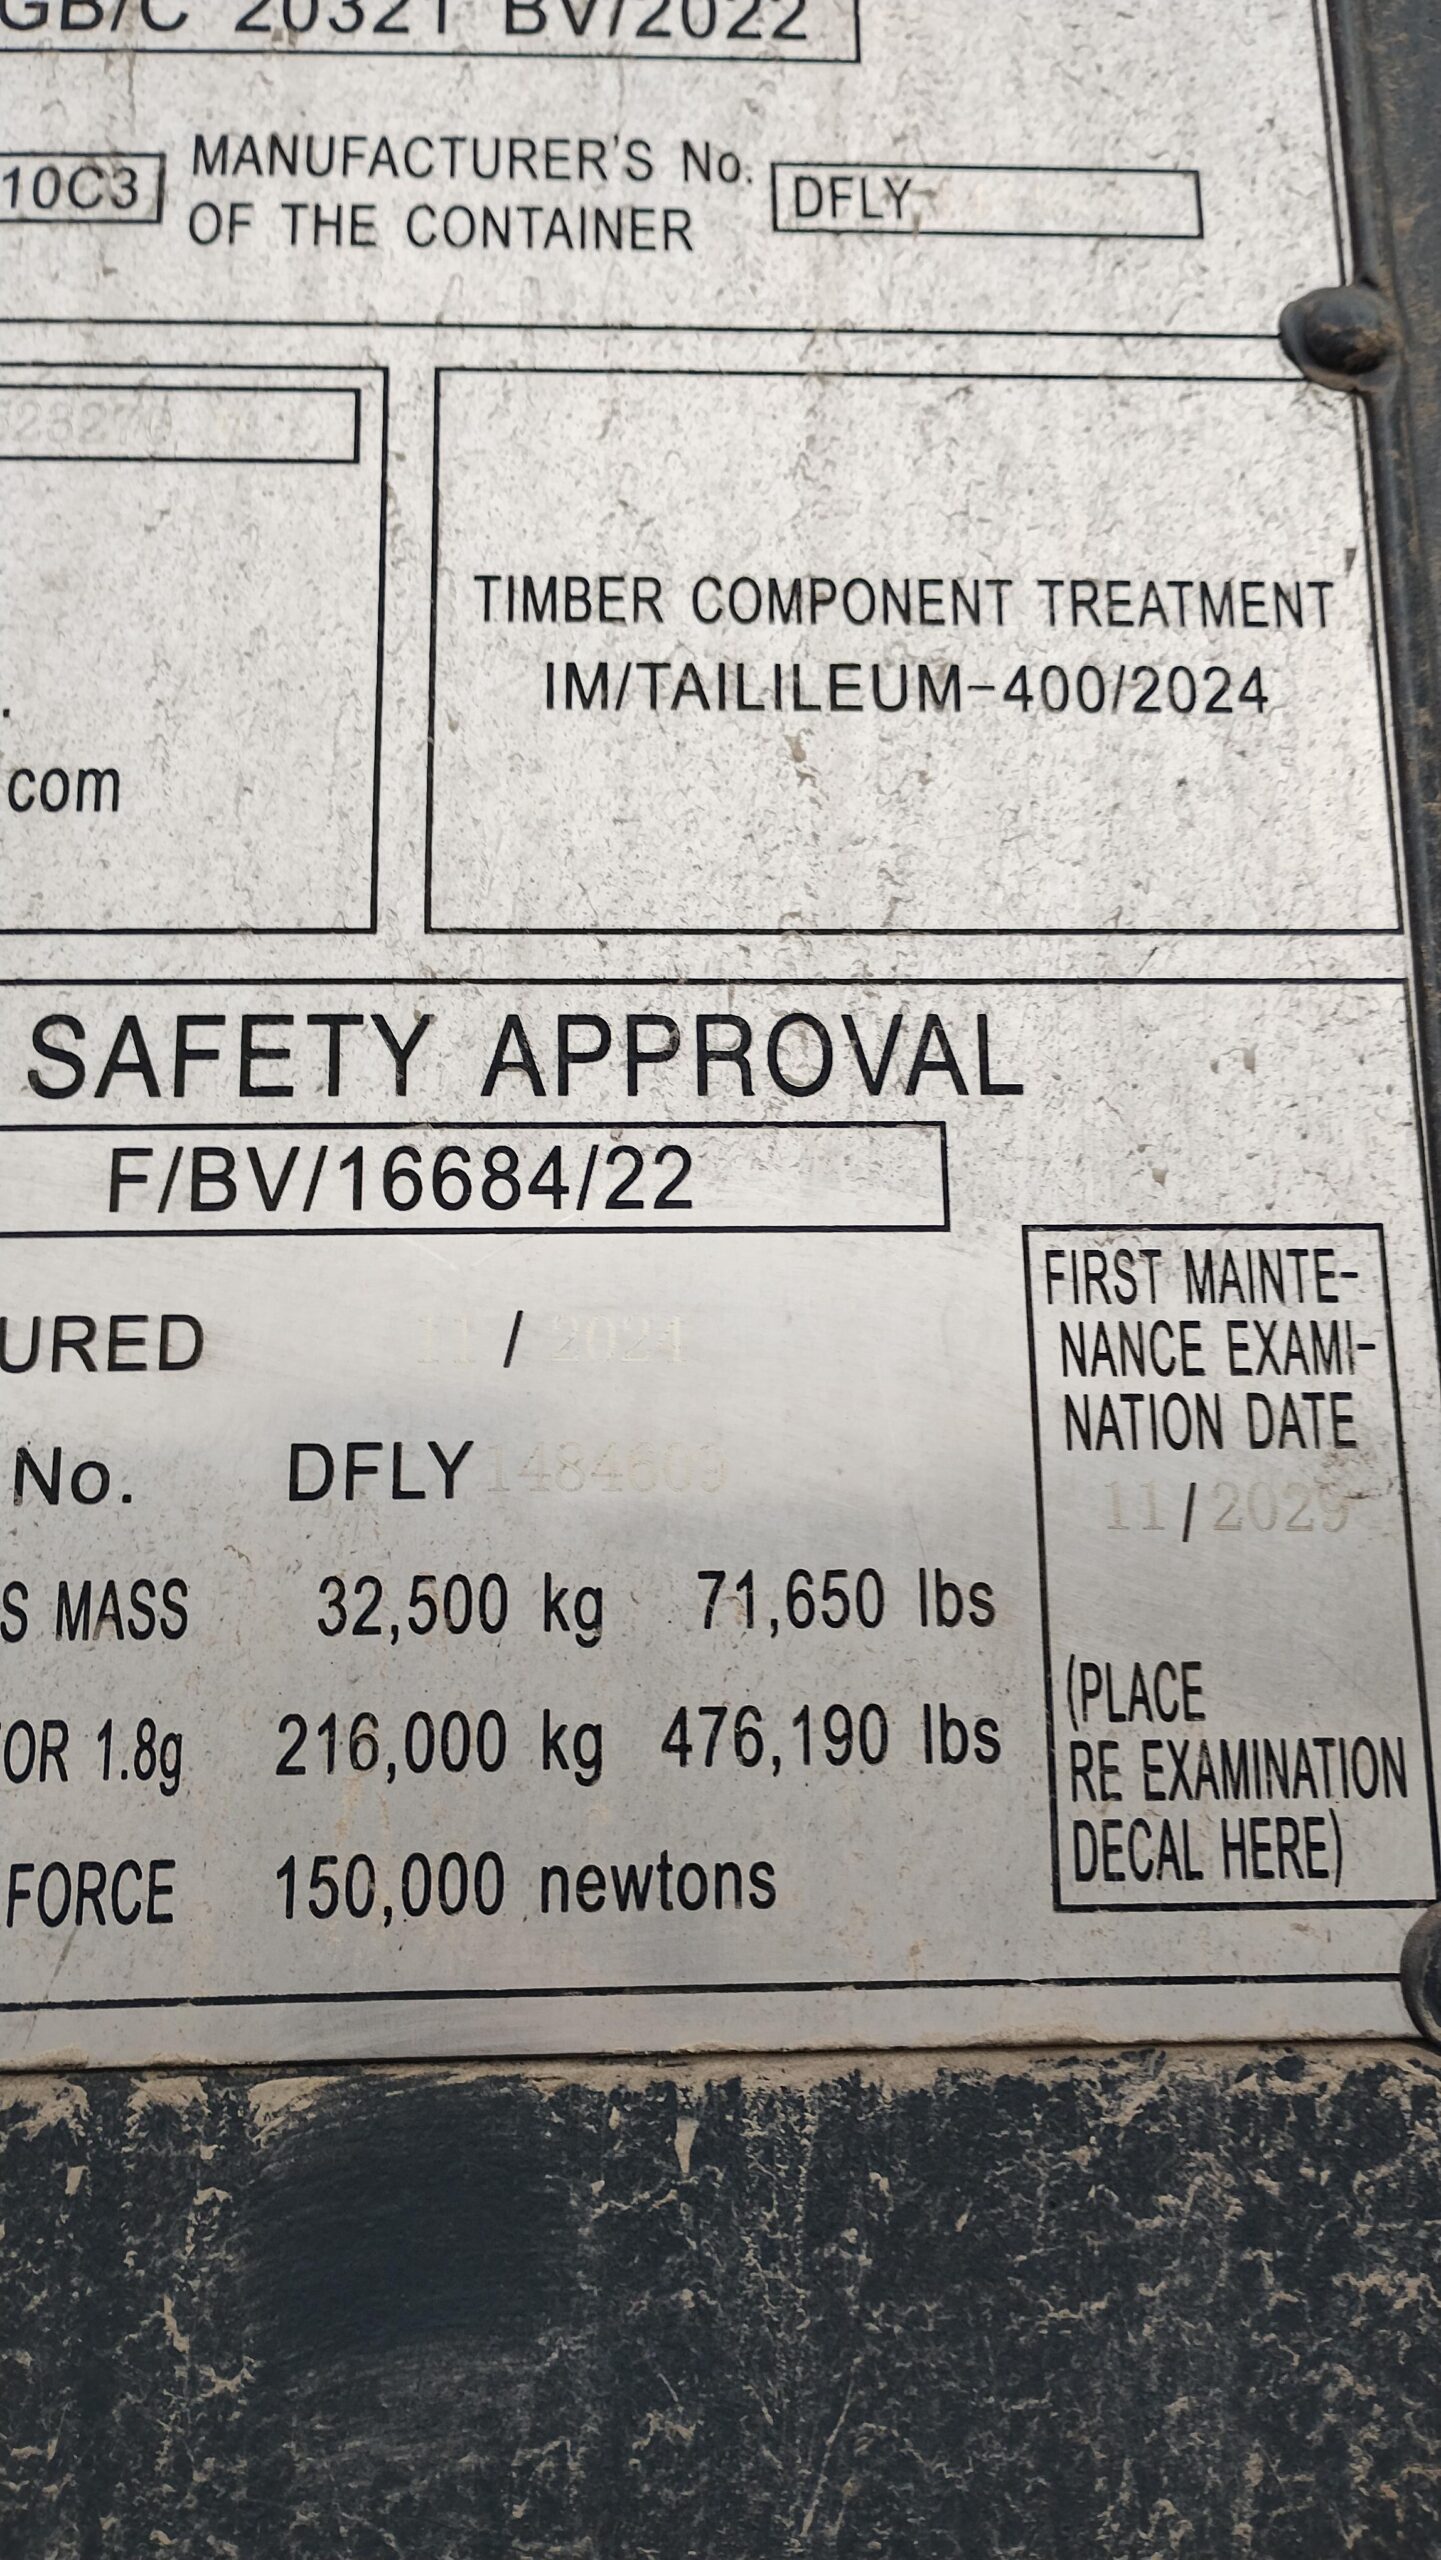 GB/C 20321 BV/2022
10C3 MANUFACTURER'S No. DFLY
OF THE CONTAINER
TIMBER COMPONENT TREATMENT
IM/TAILILEUM-400/2024
.
com
SAFETY APPROVAL
F/BV/16684/22
FIRST MAINTE-
NANCE EXAMI-
NATION DATE
11/2029
(PLACE
RE EXAMINATION
DECAL HERE)
URED 11/2024
No. DFLY1484609
S MASS 32,500 kg 71,650 lbs
OR 1.8g 216,000 kg 476,190 lbs
FORCE 150,000 newtons